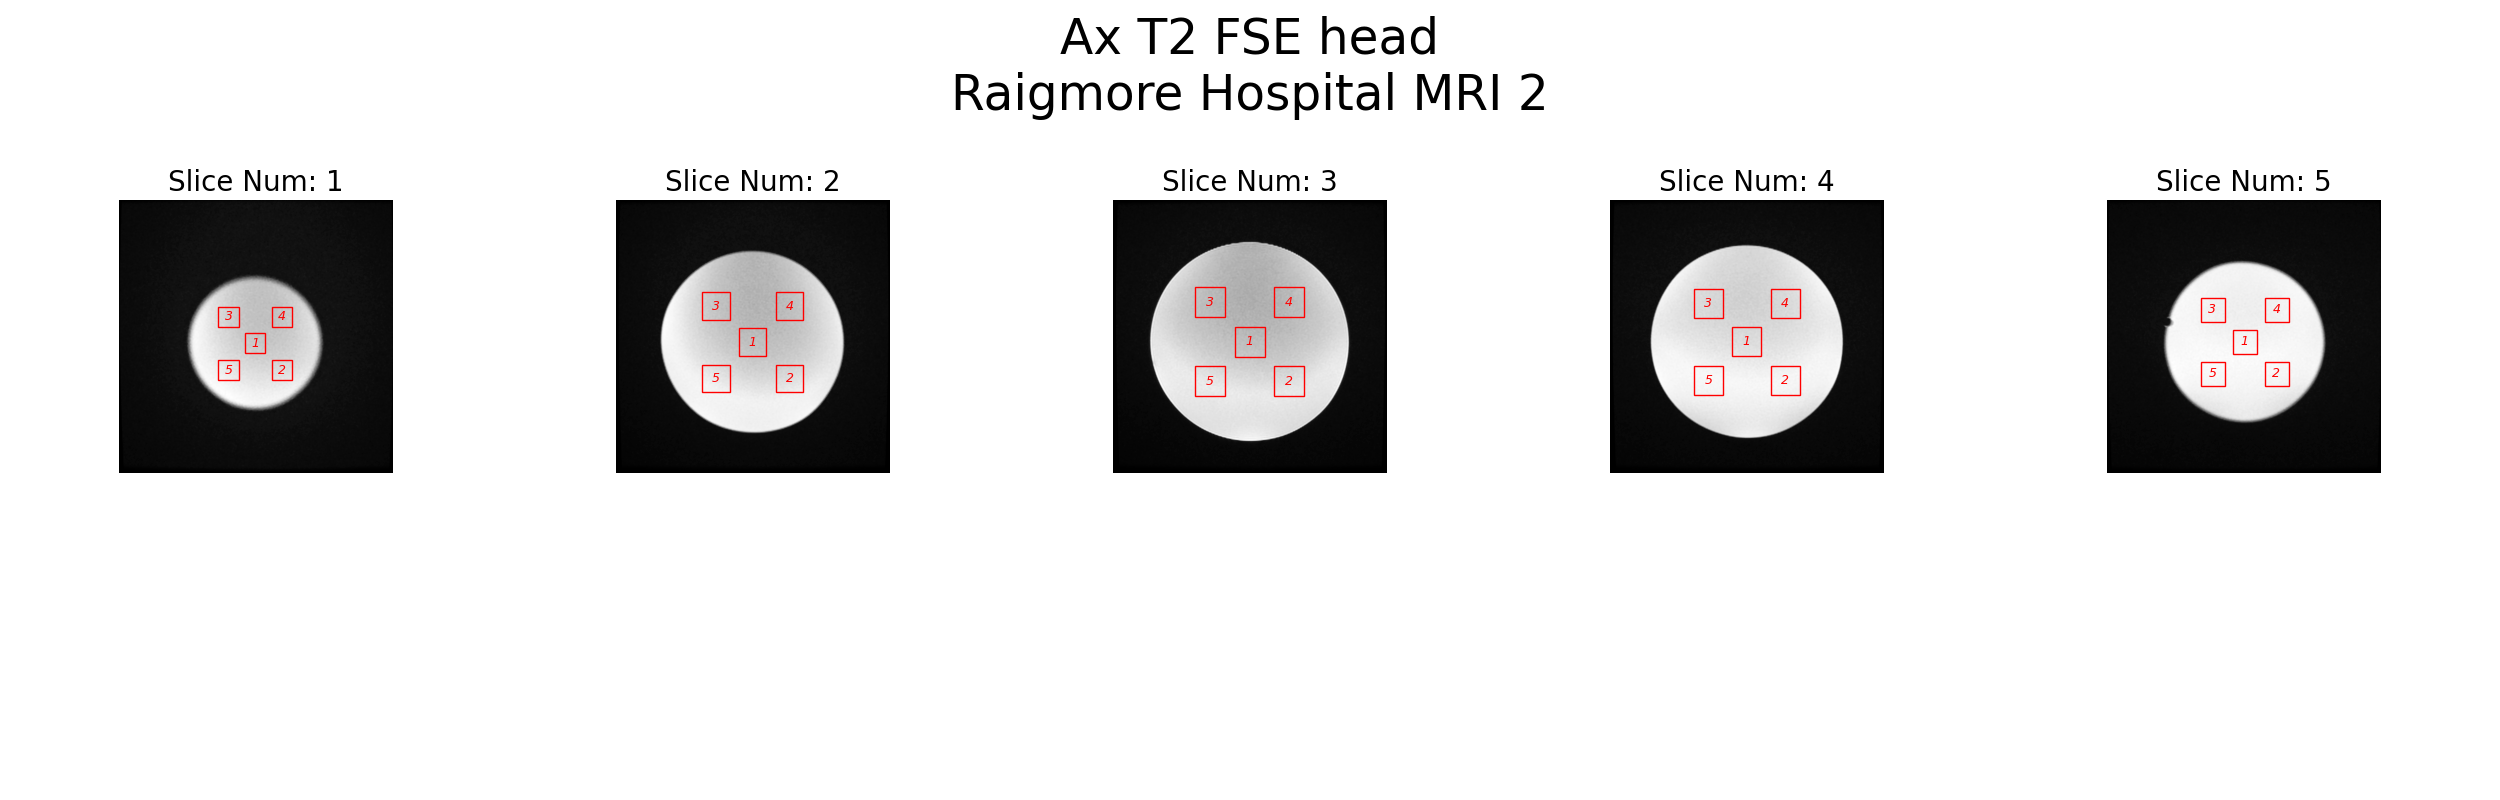 Ax T2 FSE head
Raigmore Hospital MRI 2
Slice Num: 1
3 4
1
5 2
Slice Num: 2
3 4
1
5 2
Slice Num: 3
3 4
1
5 2
Slice Num: 4
3 4
1
5 2
Slice Num: 5
3 4
1
5 2